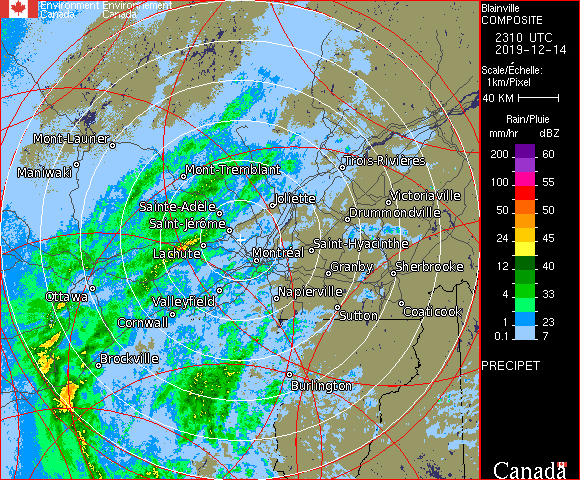 Environment Environnement
Canada Canada
Blainville
COMPOSITE
2310 UTC
2019-12-14
Scale/Échelle:
1km/Pixel
40 KM
Rain/Pluie
mm/hr dBZ
200 60
100 55
50 50
24 45
12 40
4 33
1 23
0.1 7
PRECIPET
Canada
Mont-Laurier
Maniwaki
Mont-Tremblant
Trois-Rivières
Sainte-Adele
Joliette
Victoriaville
Drummondville
Saint-Jérôme
Lachute
Montréal
Saint-Hyacinthe
Granby
Sherbrooke
Ottawa
Valleyfield
Napierville
Cornwall
Sutton
Coaticook
Brockville
Burlington